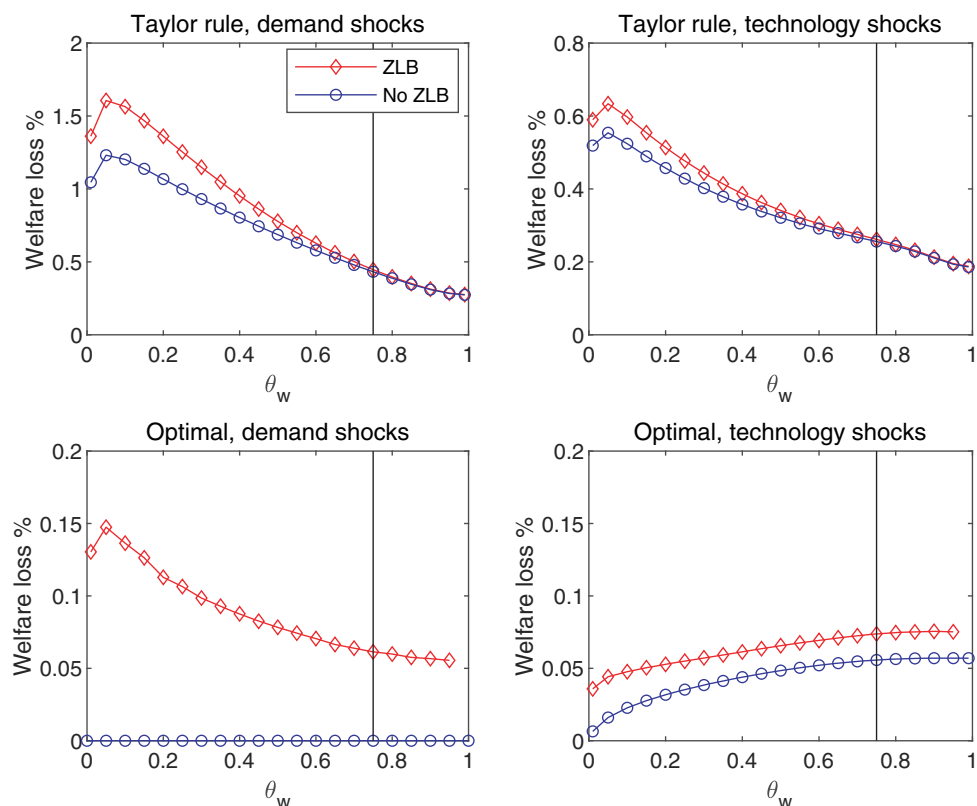 Taylor rule, demand shocks
Welfare loss %
2
1.5
1
0.5
0
ZLB
No ZLB
0 0.2 0.4 0.6 0.8 1
θw
Taylor rule, technology shocks
Welfare loss %
0.8
0.6
0.4
0.2
0
0 0.2 0.4 0.6 0.8 1
θw
Optimal, demand shocks
Welfare loss %
0.2
0.15
0.1
0.05
0
0 0.2 0.4 0.6 0.8 1
θw
Optimal, technology shocks
Welfare loss %
0.2
0.15
0.1
0.05
0
0 0.2 0.4 0.6 0.8 1
θw